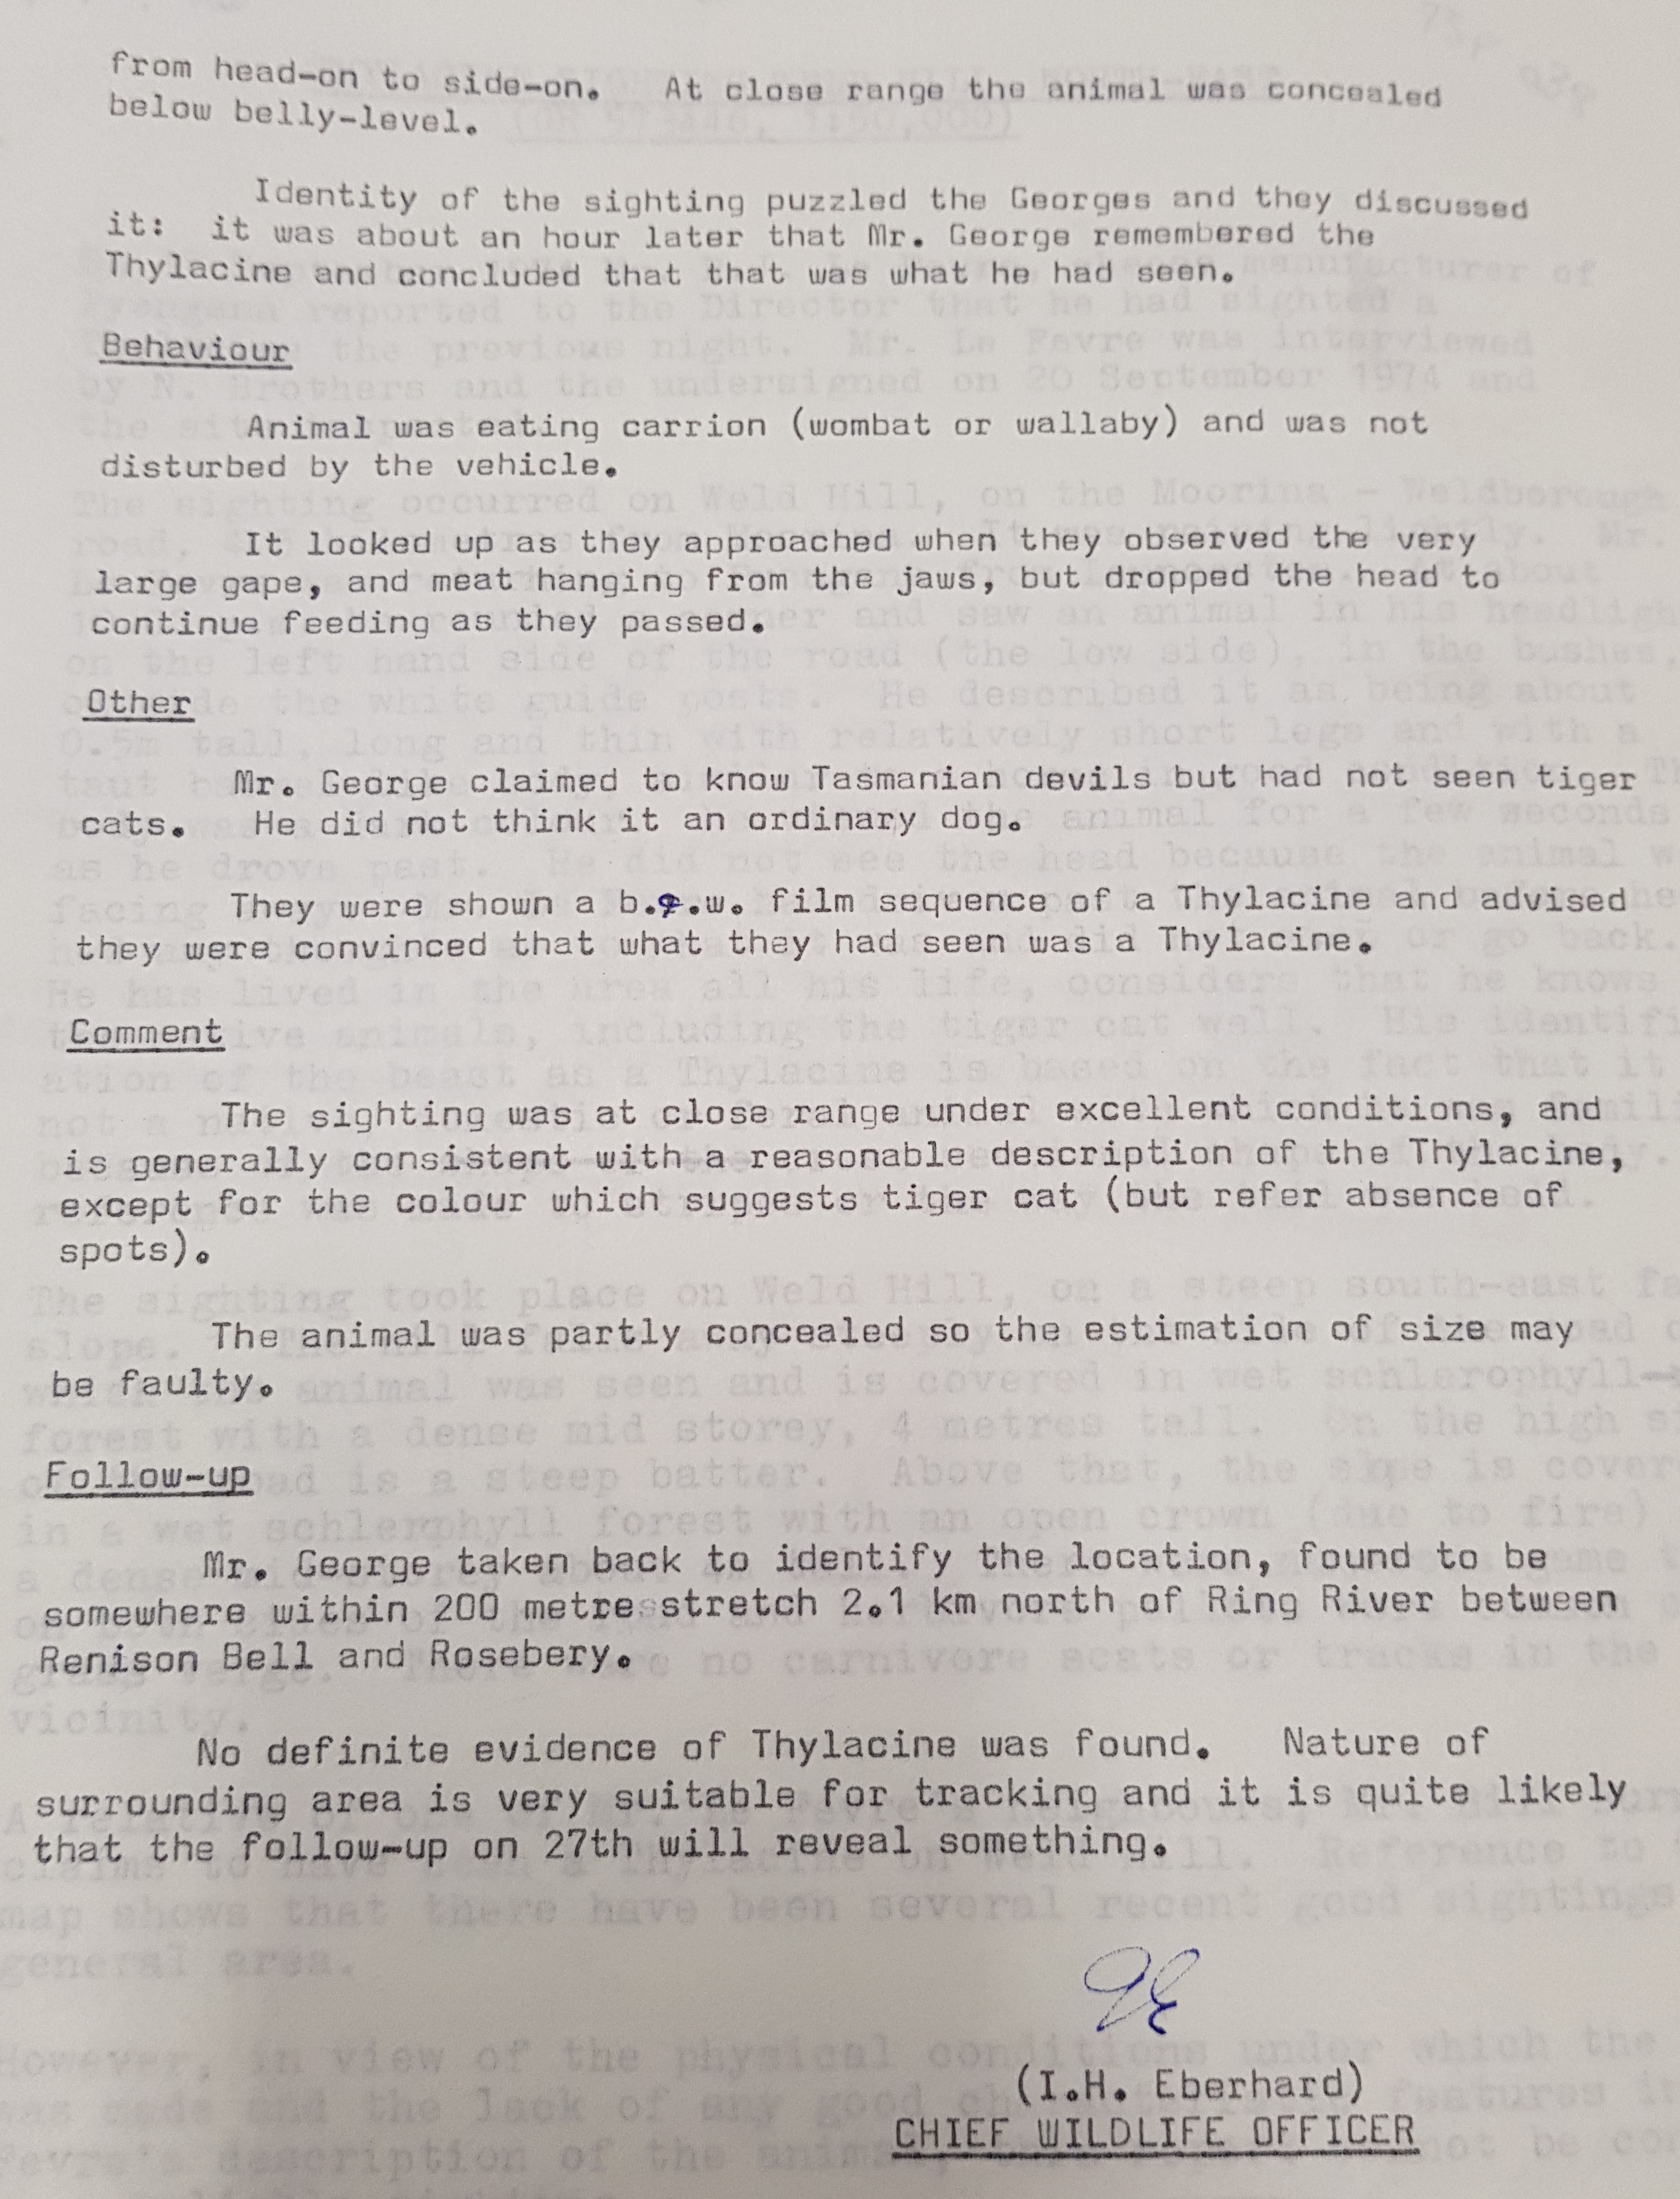 from head-on to side-on. At close range the animal was concealed
below belly-level.
Identity of the sighting puzzled the Georges and they discussed
it: it was about an hour later that Mr. George remembered the
Thylacine and concluded that that was what he had seen.
Behaviour
Animal was eating carrion (wombat or wallaby) and was not
disturbed by the vehicle.
It looked up as they approached when they observed the very
large gape, and meat hanging from the jaws, but dropped the head to
continue feeding as they passed.
Other
Mr. George claimed to know Tasmanian devils but had not seen tiger
cats. He did not think it an ordinary dog.
They were shown a b.&.w. film sequence of a Thylacine and advised
they were convinced that what they had seen was a Thylacine.
Comment
The sighting was at close range under excellent conditions, and
is generally consistent with a reasonable description of the Thylacine,
except for the colour which suggests tiger cat (but refer absence of
spots).
The animal was partly concealed so the estimation of size may
be faulty.
Follow-up
Mr. George taken back to identify the location, found to be
somewhere within 200 metre stretch 2.1 km north of Ring River between
Renison Bell and Rosebery.
No definite evidence of Thylacine was found. Nature of
surrounding area is very suitable for tracking and it is quite likely
that the follow-up on 27th will reveal something.
(I.H. Eberhard)
CHIEF WILDLIFE OFFICER